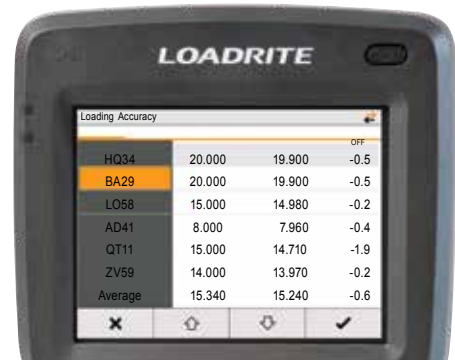 LOADRITE
Loading Accuracy
OFF
HQ34 20.000 19.900 -0.5
BA29 20.000 19.900 -0.5
LO58 15.000 14.980 -0.2
AD41 8.000 7.960 -0.4
QT11 15.000 14.710 -1.9
ZV59 14.000 13.970 -0.2
Average 15.340 15.240 -0.6